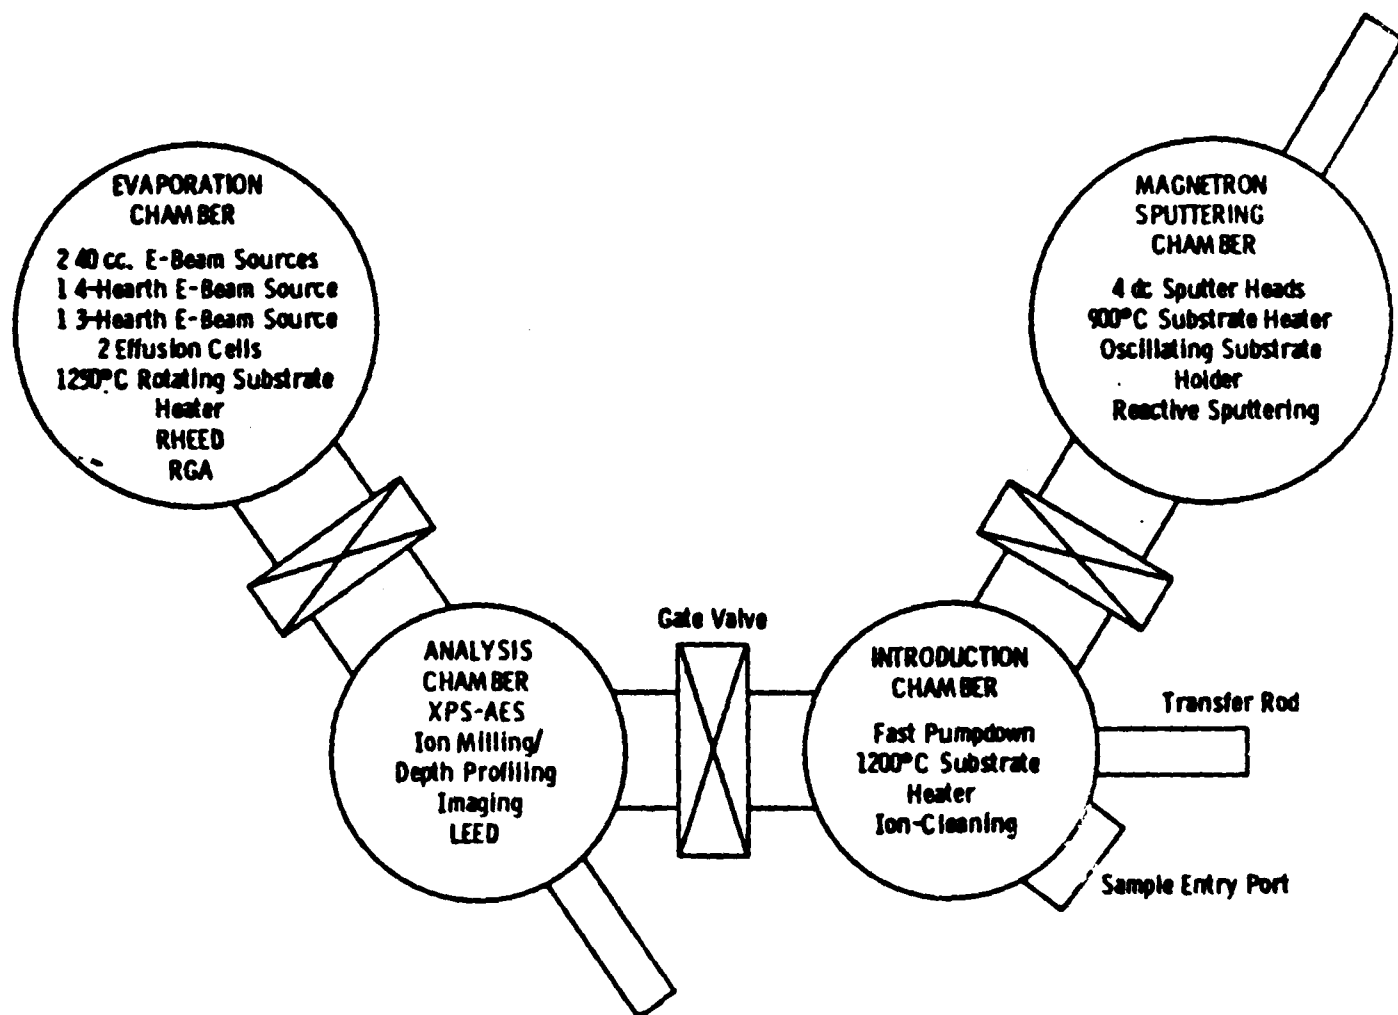 EVAPORATION
CHAMBER
2 40 cc. E-Beam Sources
1 4-Hearth E-Beam Source
1 3-Hearth E-Beam Source
2 Effusion Cells
1250°C Rotating Substrate
Heater
RHEED
RGA
MAGNETRON
SPUTTERING
CHAMBER
4 dc Sputter Heads
900°C Substrate Heater
Oscillating Substrate
Holder
Reactive Sputtering
Gate Valve
ANALYSIS
CHAMBER
XPS-AES
Ion Milling/
Depth Profiling
Imaging
LEED
INTRODUCTION
CHAMBER
Fast Pumpdown
1200°C Substrate
Heater
Ion-Cleaning
Transfer Rod
Sample Entry Port